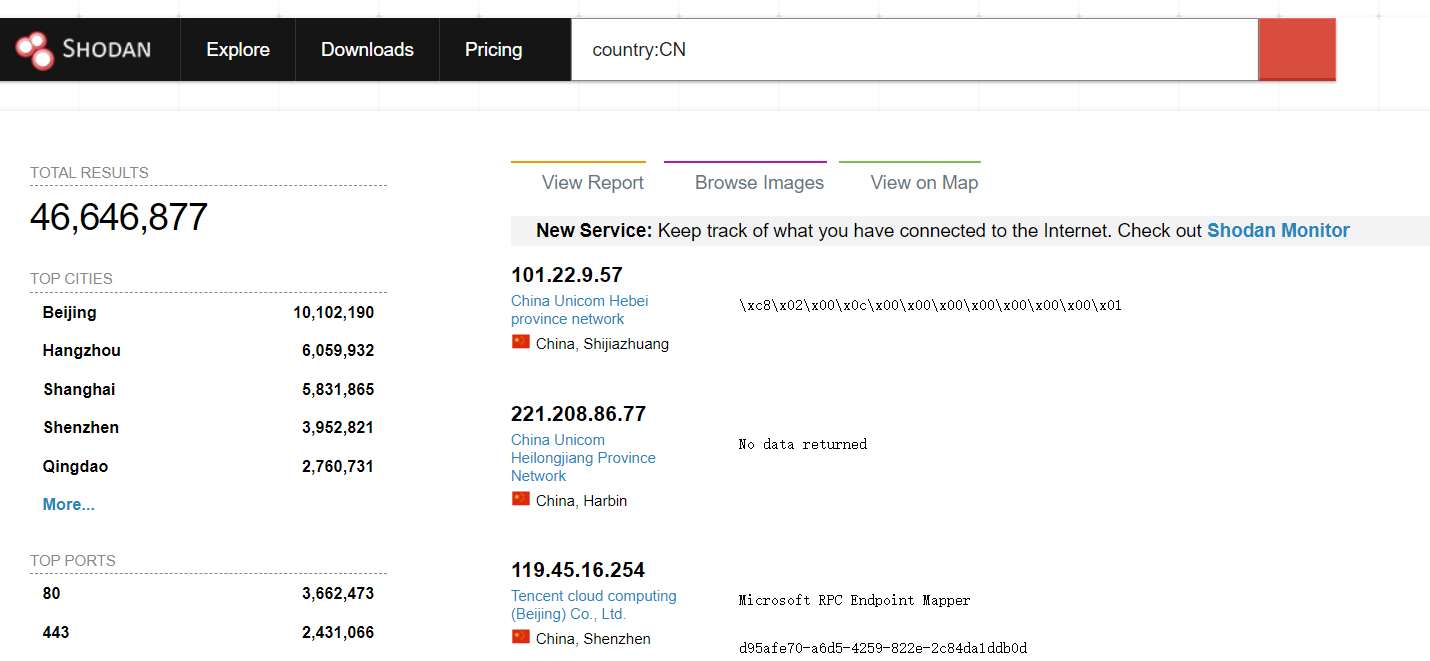 SHODAN Explore Downloads Pricing country:CN
TOTAL RESULTS
46,646,877
TOP CITIES
Beijing 10,102,190
Hangzhou 6,059,932
Shanghai 5,831,865
Shenzhen 3,952,821
Qingdao 2,760,731
More...
TOP PORTS
80 3,662,473
443 2,431,066
View Report Browse Images View on Map
New Service: Keep track of what you have connected to the Internet. Check out Shodan Monitor
101.22.9.57
China Unicom Hebei
province network
China, Shijiazhuang
\xc8\x02\x00\x0c\x00\x00\x00\x00\x00\x00\x01
221.208.86.77
China Unicom
Heilongjiang Province
Network
China, Harbin
No data returned
119.45.16.254
Tencent cloud computing
(Beijing) Co., Ltd.
China, Shenzhen
Microsoft RPC Endpoint Mapper
d95afe70-a6d5-4259-822e-2c84da1ddb0d